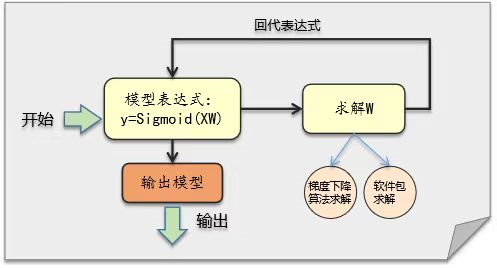 回代表达式
开始
模型表达式：
y=Sigmoid(XW)
求解W
输出模型
梯度下降
算法求解
软件包
求解
输出